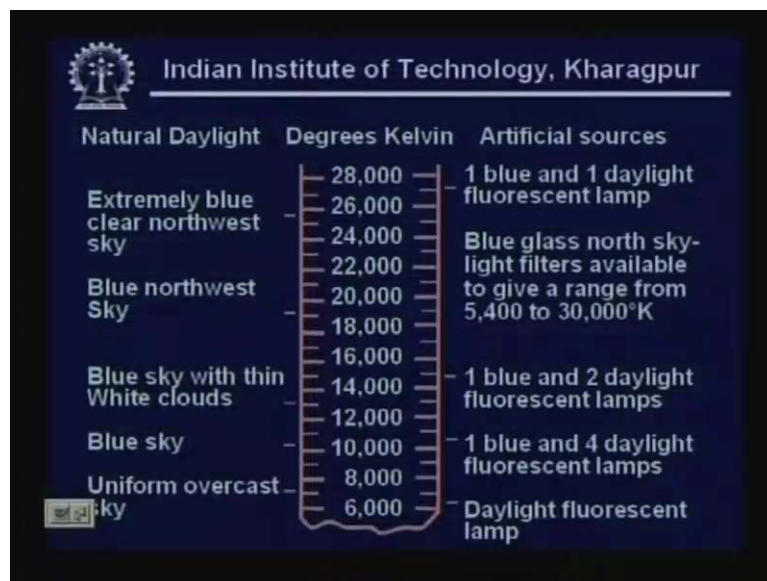 Indian Institute of Technology, Kharagpur
Natural Daylight Degrees Kelvin Artificial sources
Extremely blue
clear northwest
sky
Blue northwest
Sky
Blue sky with thin
White clouds
Blue sky
Uniform overcast
sky
28,000
26,000
24,000
22,000
20,000
18,000
16,000
14,000
12,000
10,000
8,000
6,000
1 blue and 1 daylight
fluorescent lamp
Blue glass north sky-
light filters available
to give a range from
5,400 to 30,000°K
1 blue and 2 daylight
fluorescent lamps
1 blue and 4 daylight
fluorescent lamps
Daylight fluorescent
lamp